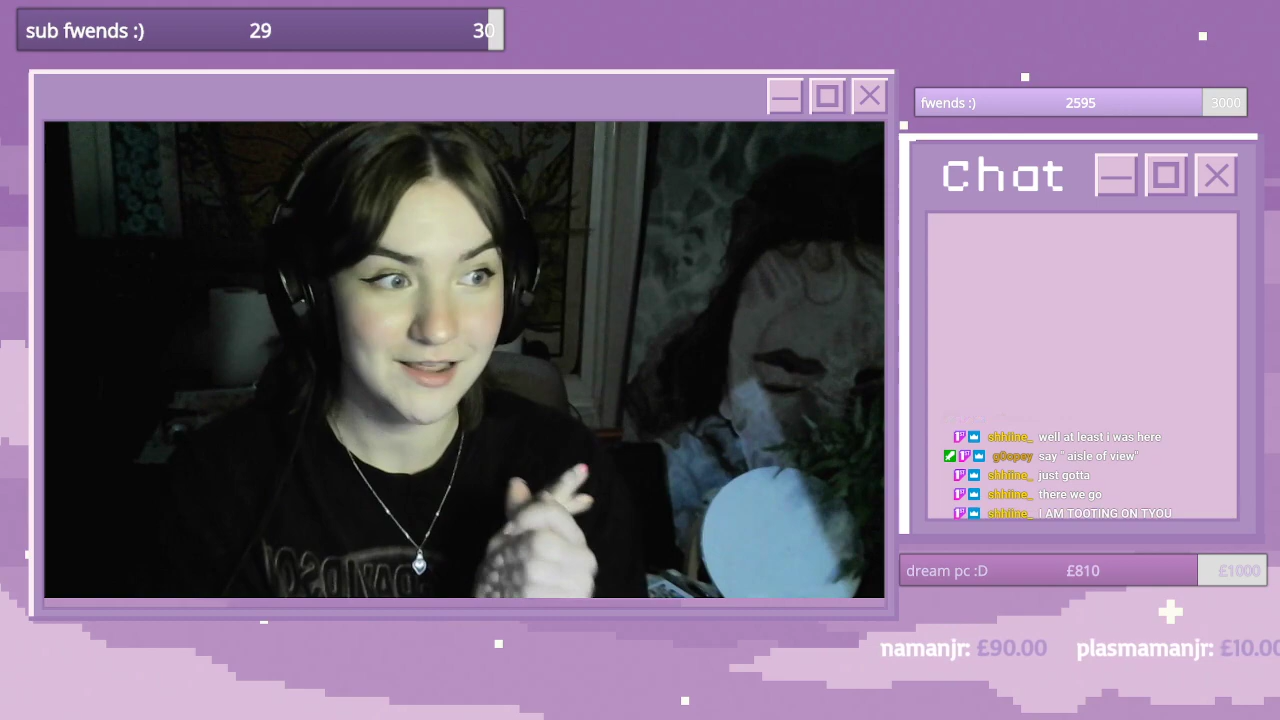 sub fwends :) 29 30
fwends :) 2595 3000
Chat
shhiine_ well at least i was here
g0opey say " aisle of view"
shhiine_ just gotta
shhiine_ there we go
shhiine_ I AM TOOTING ON TYOU
dream pc :D £810 £1000
namanjr: £90.00 plasmamanjr: £10.00